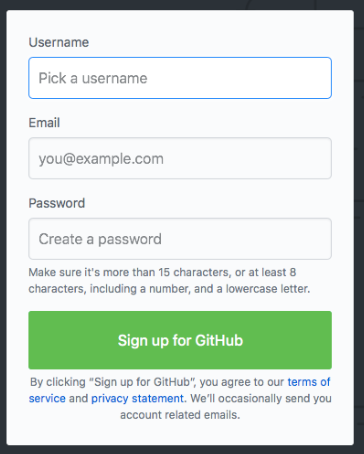 Username
Pick a username
Email
you@example.com
Password
Create a password
Make sure it's more than 15 characters, or at least 8
characters, including a number, and a lowercase letter.
Sign up for GitHub
By clicking “Sign up for GitHub”, you agree to our terms of
service and privacy statement. We’ll occasionally send you
account related emails.